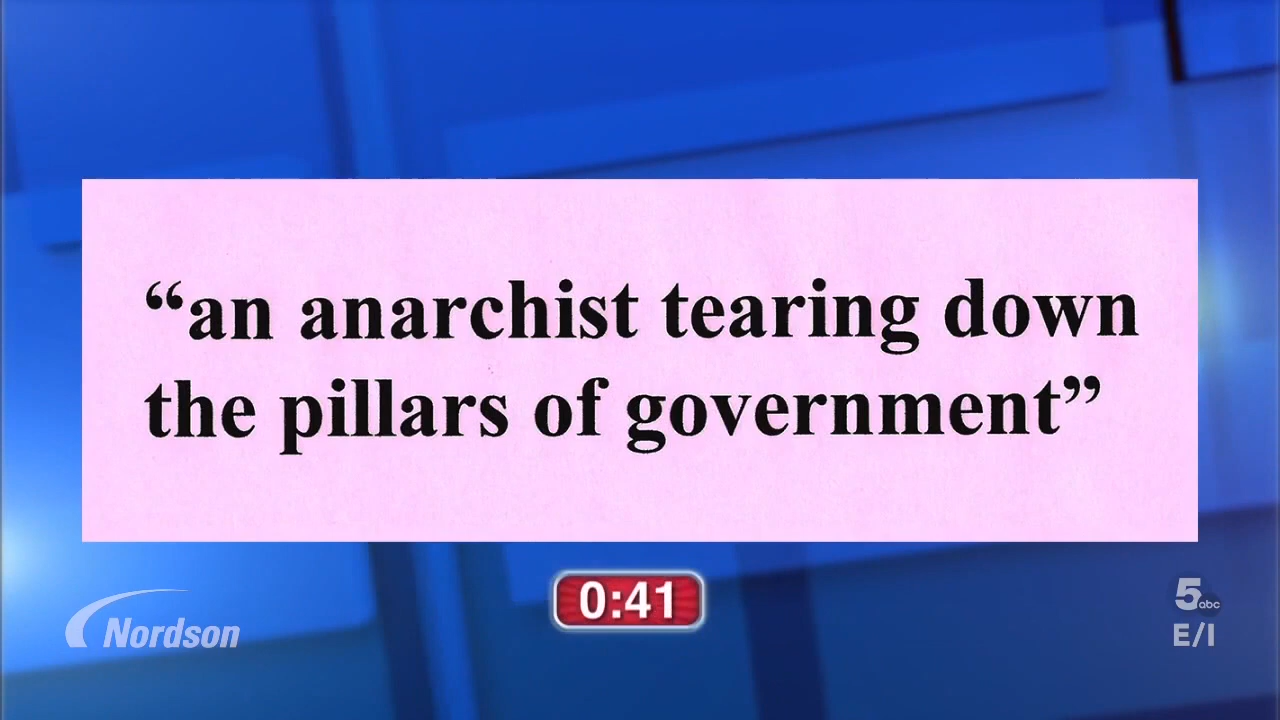 “an anarchist tearing down
the pillars of government”
0:41
Nordson
5abc
E/I